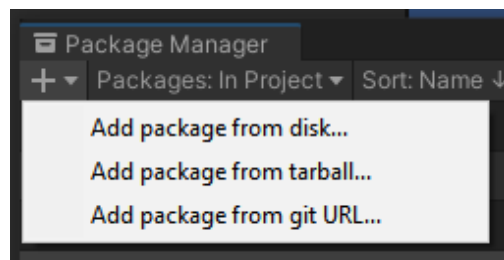 Package Manager
+ ▾ Packages: In Project ▾ Sort: Name ↓
Add package from disk...
Add package from tarball...
Add package from git URL...